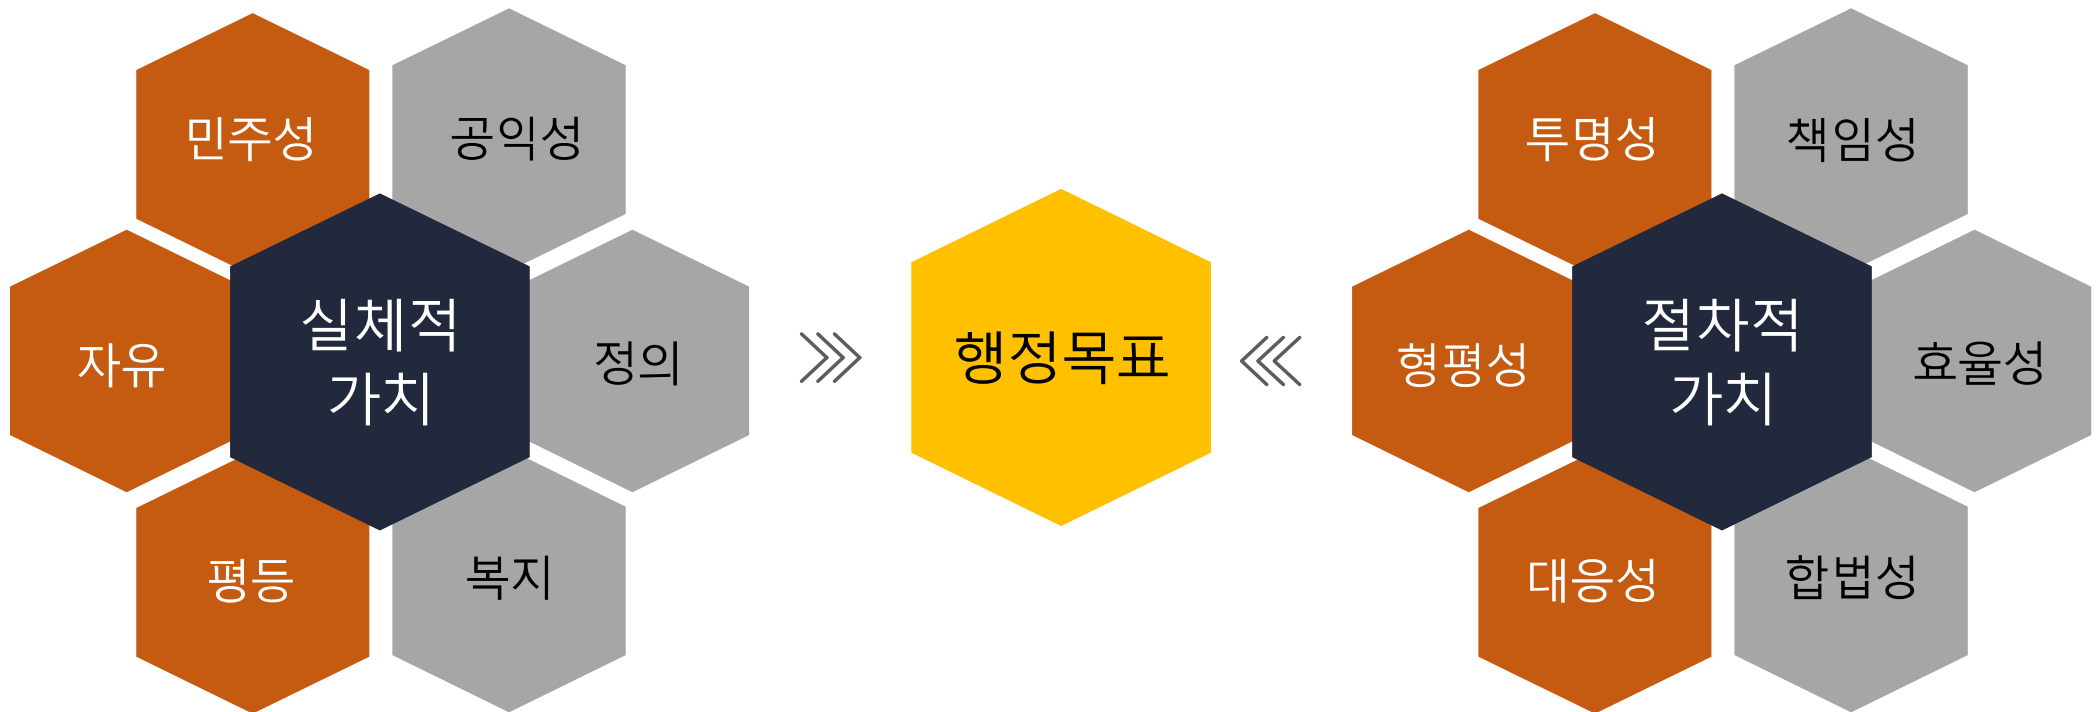 민주성
공익성
자유
실체적
가치
정의
평등
복지
행정목표
투명성
책임성
형평성
절차적
가치
효율성
대응성
합법성